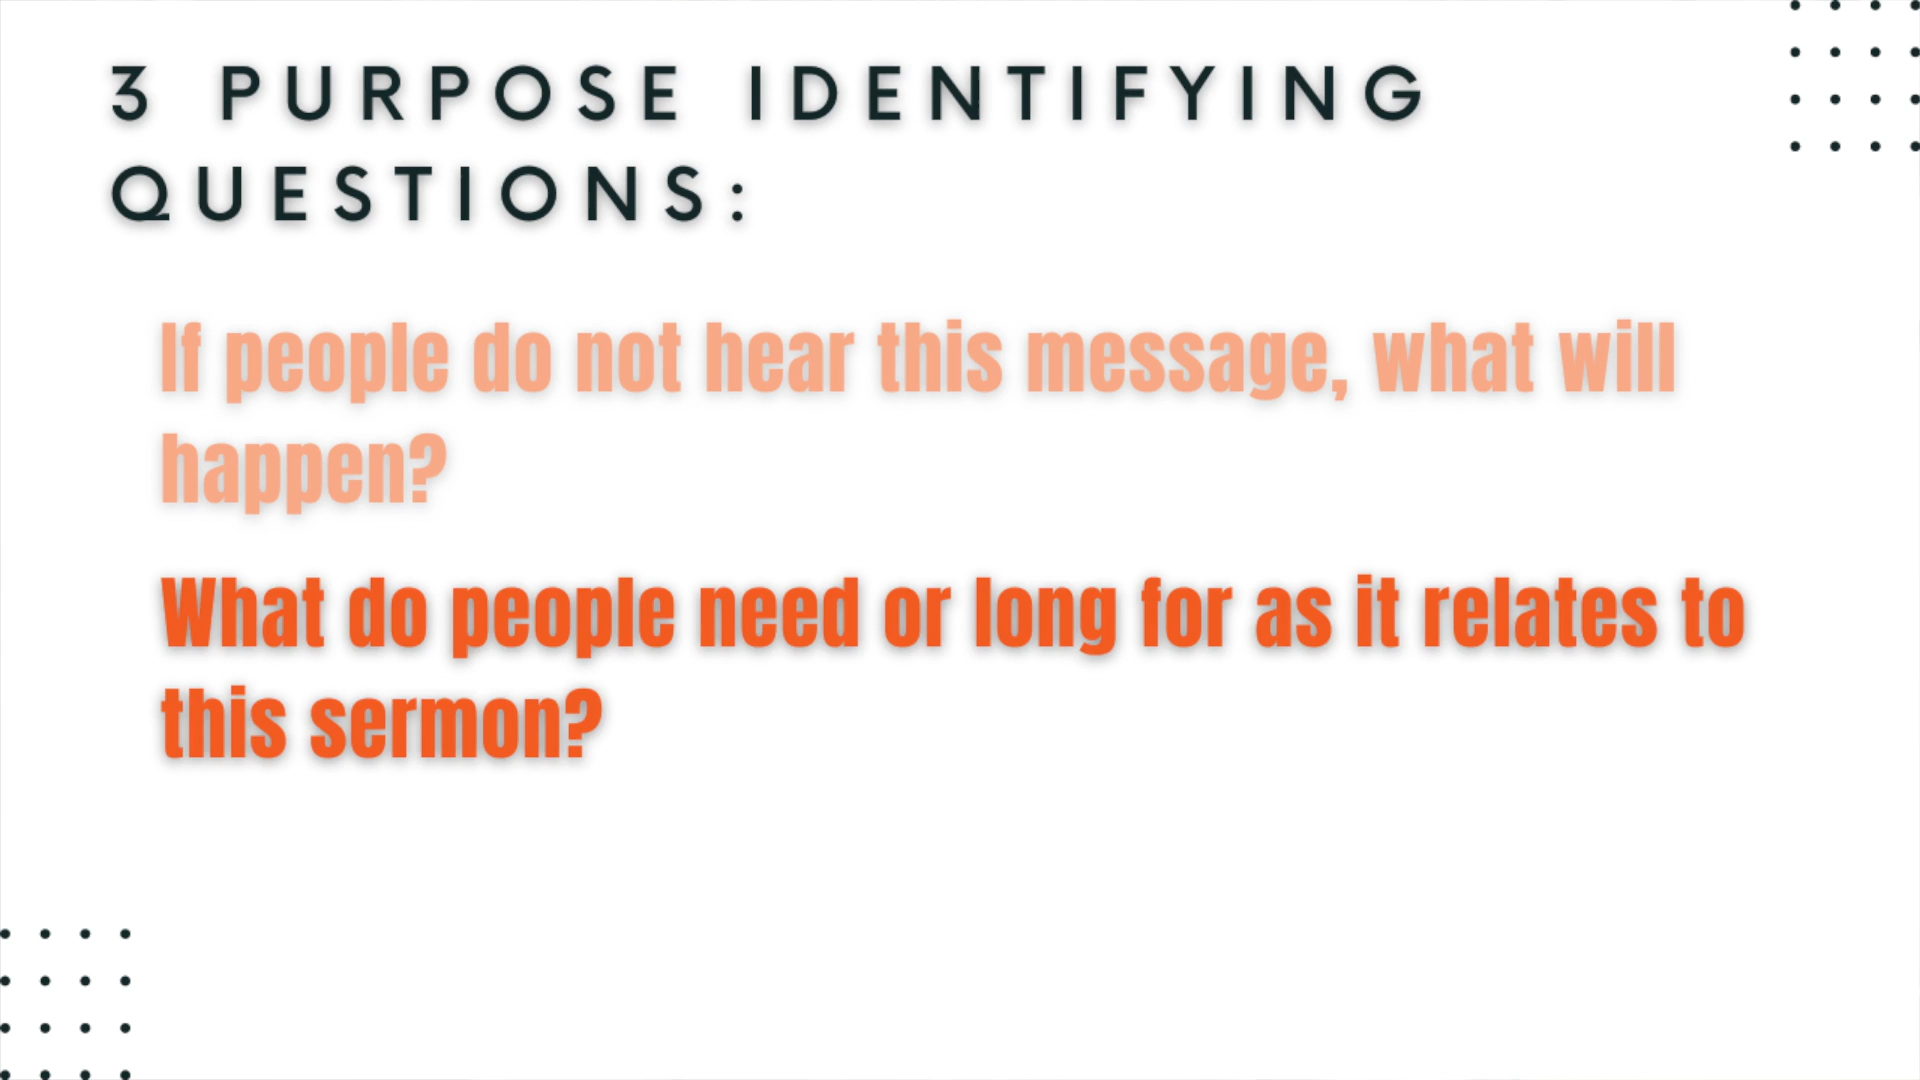 3 PURPOSE IDENTIFYING
QUESTIONS:
If people do not hear this message, what will
happen?
What do people need or long for as it relates to
this sermon?